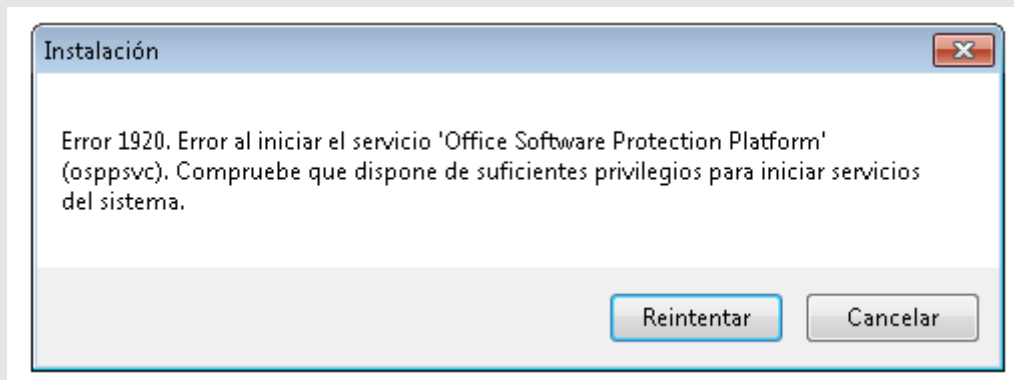 Instalación
Error 1920. Error al iniciar el servicio 'Office Software Protection Platform'
(osppsvc). Compruebe que dispone de suficientes privilegios para iniciar servicios
del sistema.
Reintentar Cancelar